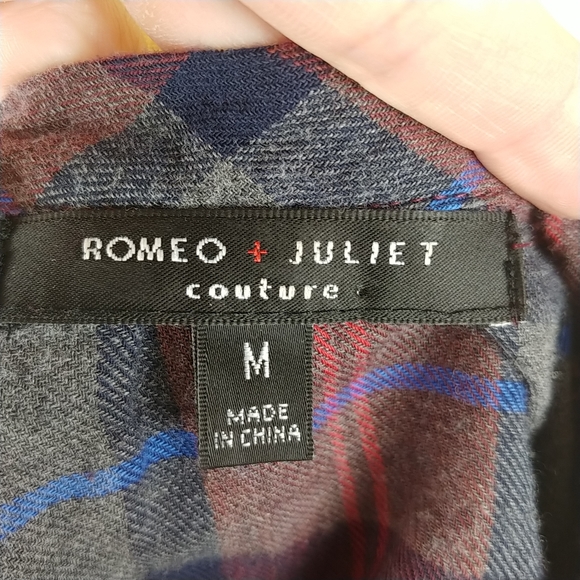 ROMEO + JULIET
couture
M
MADE
IN CHINA